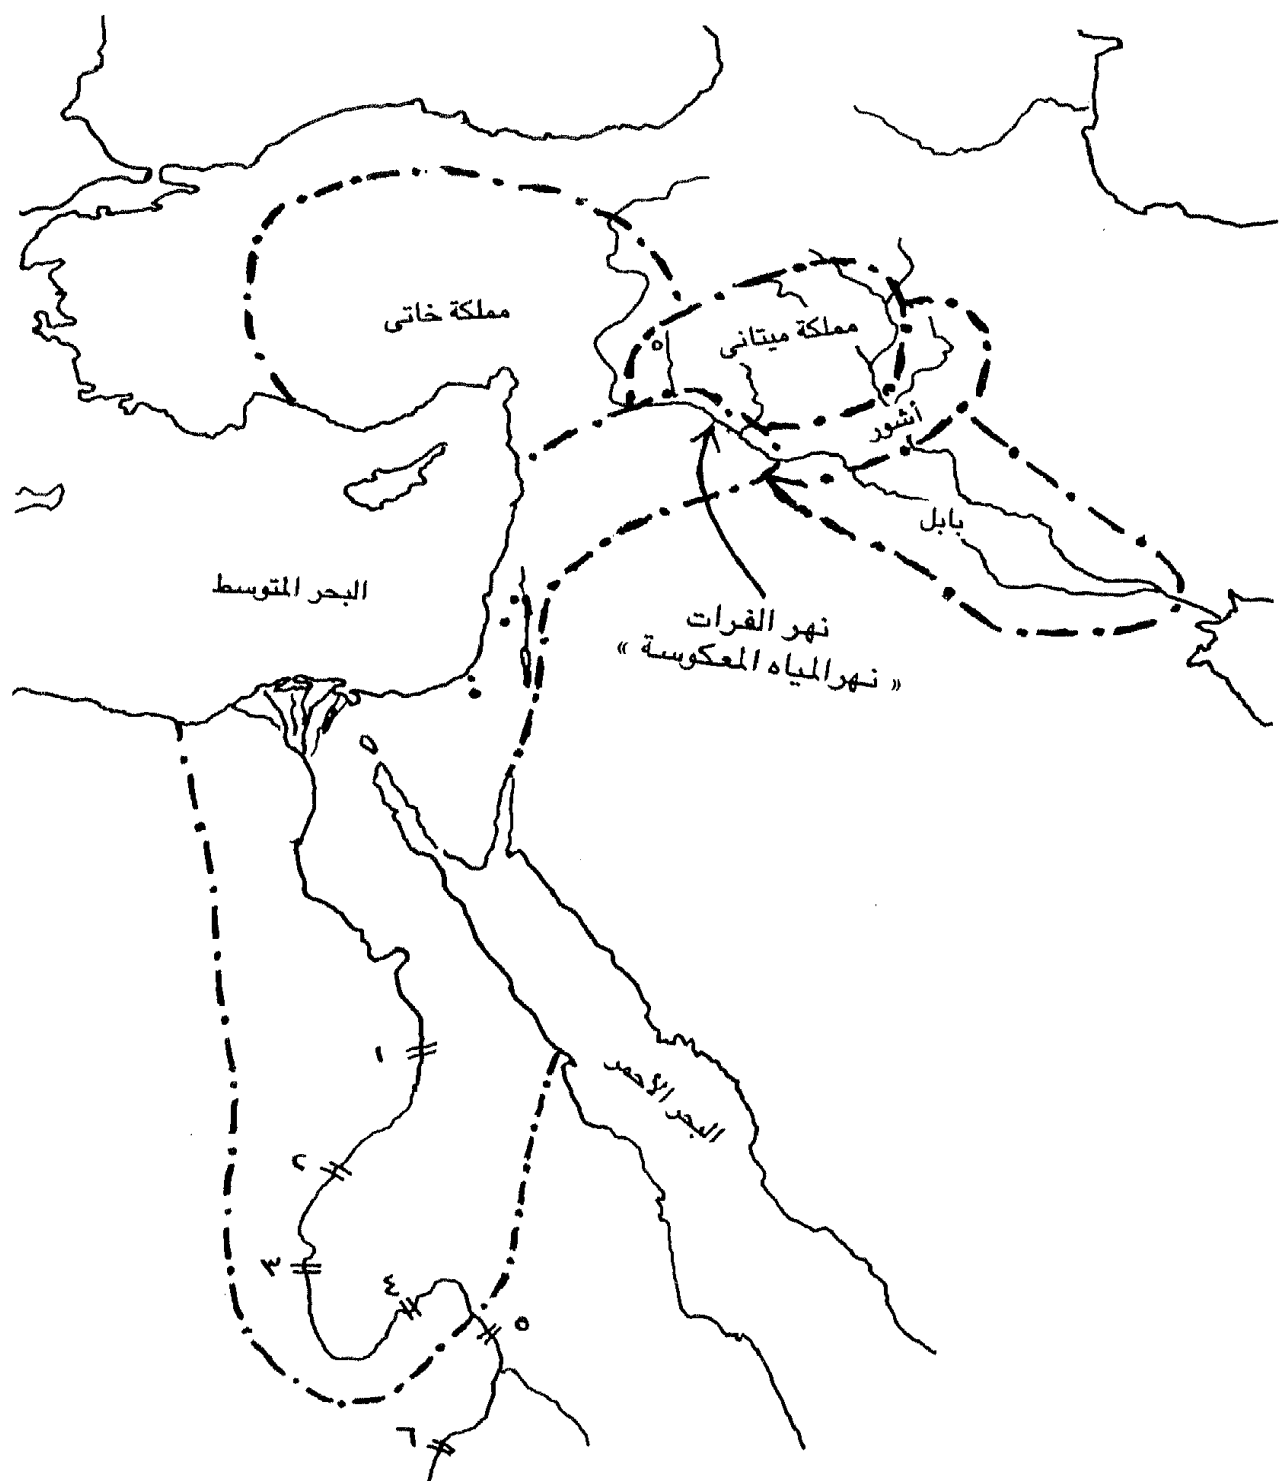 مملكة خاتى
مملكة ميتانى
أشور
بابل
البحر المتوسط
نهر الفرات
« نهر المياه المعكوسة »
البحر الأحمر
١
٢
٣
٤
٥
٦